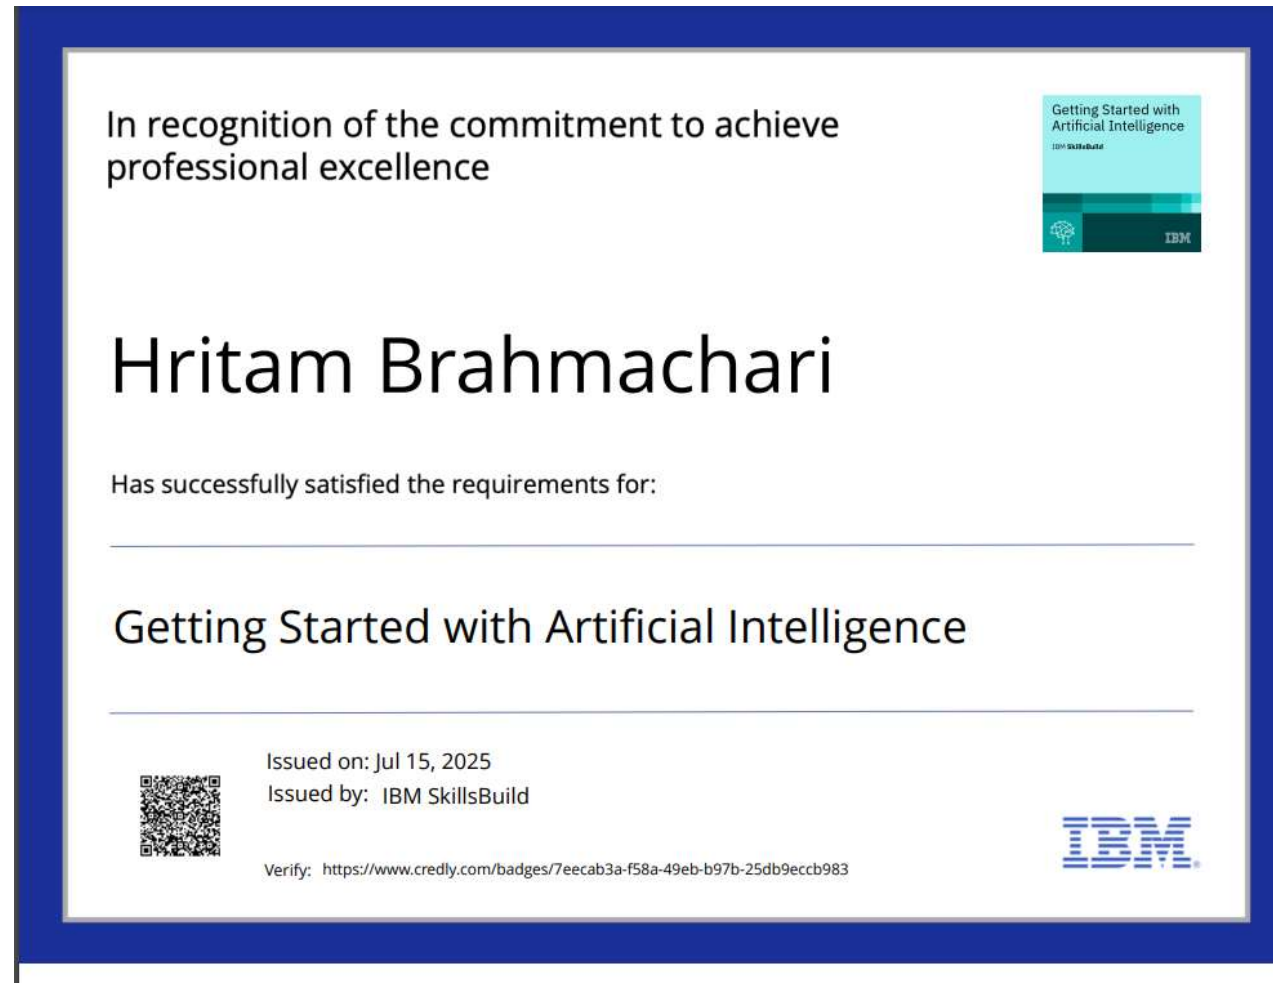 In recognition of the commitment to achieve
professional excellence
Getting Started with
Artificial Intelligence
IBM SkillsBuild
IBM
Hritam Brahmachari
Has successfully satisfied the requirements for:
Getting Started with Artificial Intelligence
Issued on: Jul 15, 2025
Issued by: IBM SkillsBuild
Verify: https://www.credly.com/badges/7eecab3a-f58a-49eb-b97b-25db9eccb983
IBM®